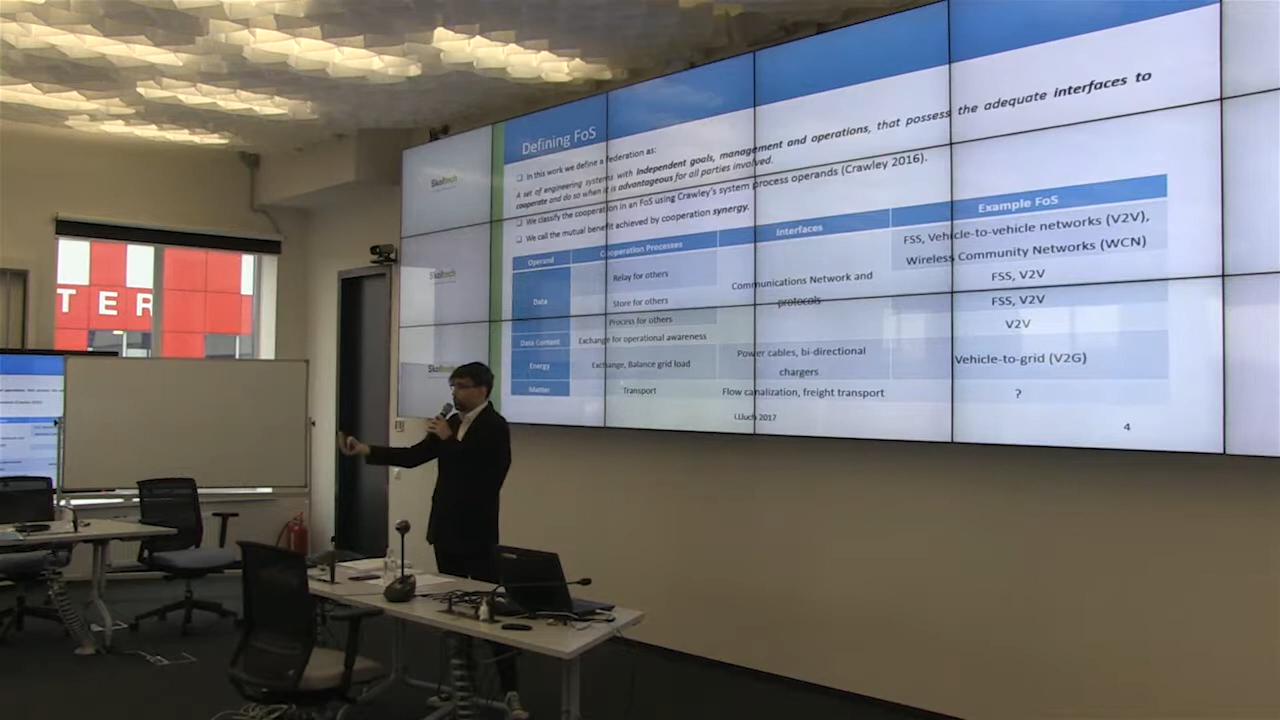 TER
Skoltech
Skoltech
Skoltech
Defining FoS
❑ In this work we define a federation as:
A set of engineering systems with independent goals, management and operations, that possess the adequate interfaces to
cooperate and do so when it is advantageous for all parties involved.
❑ We classify the cooperation in an FoS using Crawley's system process operands (Crawley 2016).
❑ We call the mutual benefit achieved by cooperation synergy.
Operand Cooperation Processes Interfaces Example FoS
Data Relay for others Communications Network and protocols FSS, Vehicle-to-vehicle networks (V2V),
Wireless Community Networks (WCN)
Store for others FSS, V2V
Process for others FSS, V2V
Data Content Exchange for operational awareness V2V
Energy Exchange, Balance grid load Power cables, bi-directional
chargers Vehicle-to-grid (V2G)
Matter Transport Flow canalization, freight transport ?
I.Lluch 2017
4